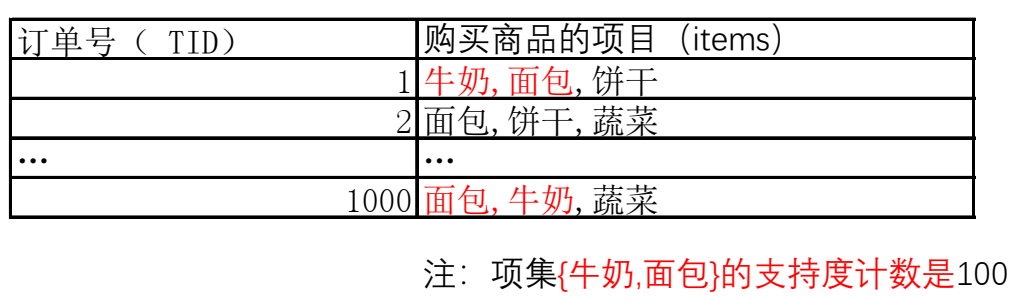 订单号（ TID） 购买商品的项目（items）
1 牛奶,面包,饼干
2 面包,饼干,蔬菜
… …
1000 面包,牛奶,蔬菜
注：项集{牛奶,面包}的支持度计数是100